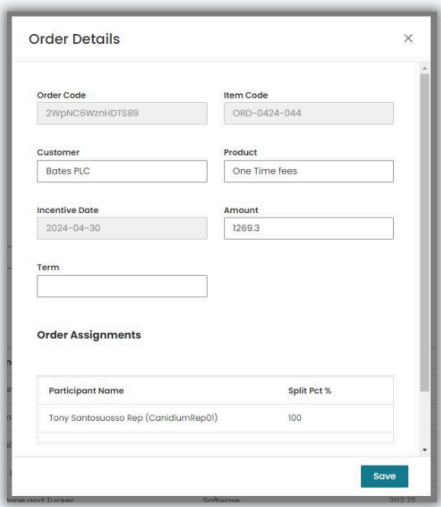 Order Details
×
Order Code Item Code
2WpNC6WznHDTS89 ORD-0424-044
Customer Product
Bates PLC One Time fees
Incentive Date Amount
2024-04-30 1269.3
Term
Order Assignments
Participant Name Split Pct %
Tony Santosuosso Rep (CanidiumRep01) 100
Save
and Tucker Software